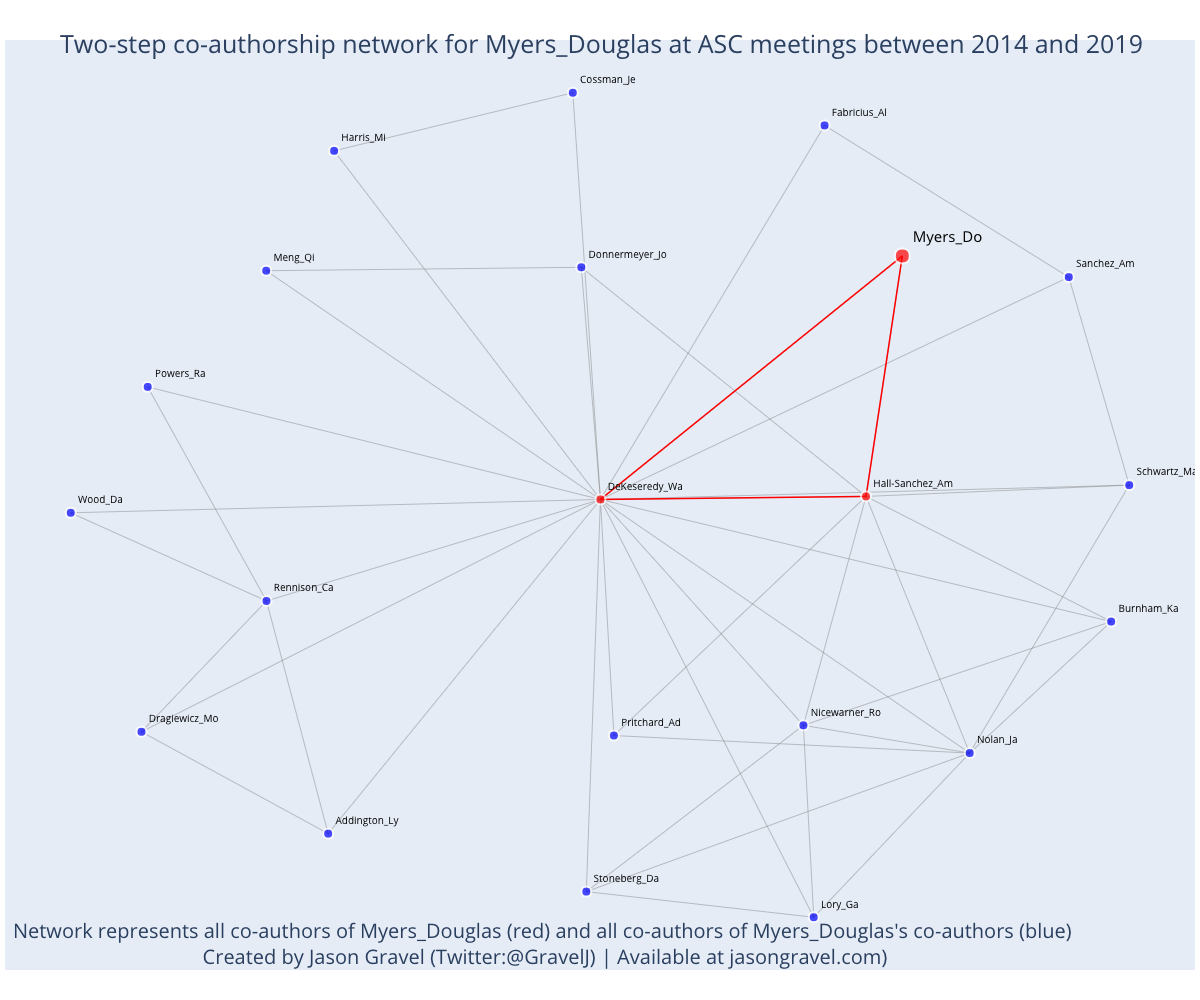 Two-step co-authorship network for Myers_Douglas at ASC meetings between 2014 and 2019
Cossman_Je
Fabricius_Al
Harris_Mi
Myers_Do
Donnermeyer_Jo
Meng_Qi
Sanchez_Am
Powers_Ra
Schwartz_Ma
DeKeseredy_Wa
Hall-Sanchez_Am
Wood_Da
Rennison_Ca
Burnham_Ka
Dragiewicz_Mo
Pritchard_Ad
Nicewarner_Ro
Nolan_Ja
Addington_Ly
Stoneberg_Da
Lory_Ga
Network represents all co-authors of Myers_Douglas (red) and all co-authors of Myers_Douglas's co-authors (blue)
Created by Jason Gravel (Twitter:@GravelJ) | Available at jasongravel.com)